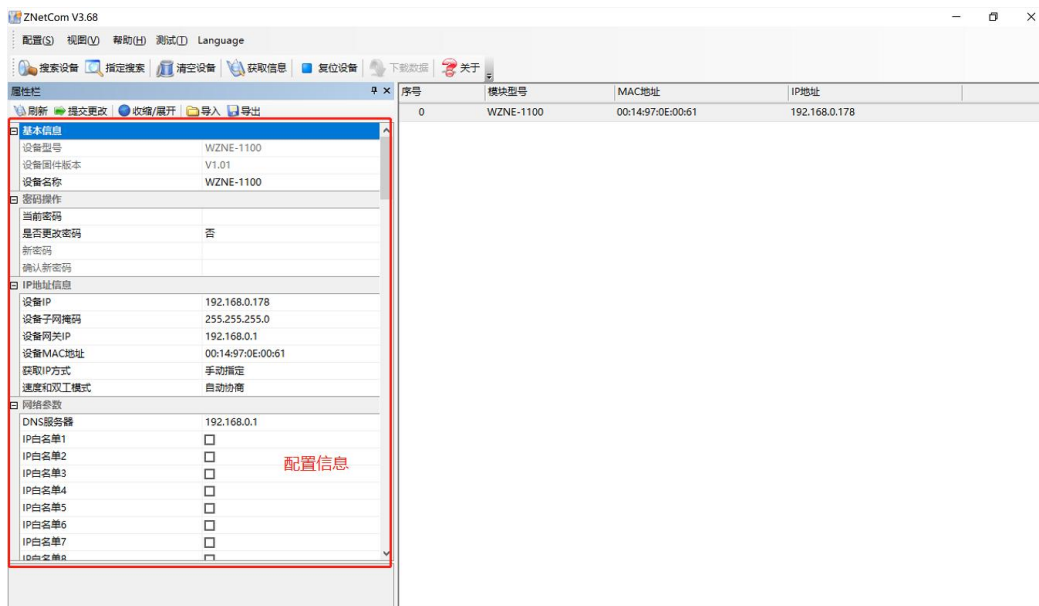 ZNetCom V3.68
配置(S) 视图(V) 帮助(H) 测试(T) Language
搜索设备 指定搜索 清空设备 获取信息 复位设备 下载数据 关于
属性栏
序号 模块型号 MAC地址 IP地址
刷新 提交更改 收缩/展开 导入 导出
0 WZNE-1100 00:14:97:0E:00:61 192.168.0.178
基本信息
设备型号 WZNE-1100
设备固件版本 V1.01
设备名称 WZNE-1100
密码操作
当前密码
是否更改密码 否
新密码
确认新密码
IP地址信息
设备IP 192.168.0.178
设备子网掩码 255.255.255.0
设备网关IP 192.168.0.1
设备MAC地址 00:14:97:0E:00:61
获取IP方式 手动指定
速度和双工模式 自动协商
网络参数
DNS服务器 192.168.0.1
IP白名单1
IP白名单2
IP白名单3
配置信息
IP白名单4
IP白名单5
IP白名单6
IP白名单7
IP白名单8